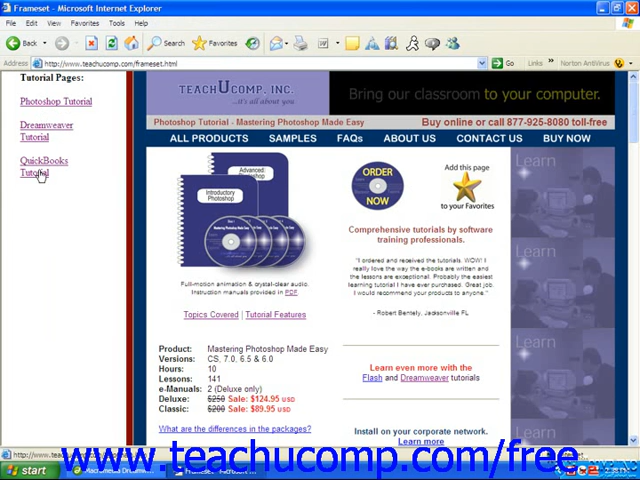 Frameset - Microsoft Internet Explorer
File Edit View Favorites Tools Help
Back Search Favorites
Address http://www.teachucomp.com/frameset.html Go Links » Norton AntiVirus
Tutorial Pages:
Photoshop Tutorial
Dreamweaver
Tutorial
QuickBooks
Tutorial
TEACHUCOMP, INC.
...it's all about you
Bring our classroom to your computer.
Photoshop Tutorial - Mastering Photoshop Made Easy
Buy online or call 877-925-8080 toll-free
ALL PRODUCTS SAMPLES FAQs ABOUT US CONTACT US BUY NOW
Advanced
Photoshop
Introductory
Photoshop
Full-motion animation & crystal-clear audio.
Instruction manuals provided in PDF.
Topics Covered | Tutorial Features
Product: Mastering Photoshop Made Easy
Versions: CS, 7.0, 6.5 & 6.0
Hours: 10
Lessons: 141
e-Manuals: 2 (Deluxe only)
Deluxe: $250 Sale: $124.95 USD
Classic: $200 Sale: $89.95 USD
What are the differences in the packages?
ORDER
NOW
Add this page
to your Favorites
Comprehensive tutorials by software
training professionals.
"I ordered and received the tutorials. WOW! I
really love the way the e-books are written and
the lessons are exceptional. Probably the easiest
learning tutorial I have ever purchased. Great job.
I would recommend your products to anyone."
- Robert Bentely, Jacksonville FL
Learn even more with the
Flash and Dreamweaver tutorials
Install on your corporate network.
Learn more
Learn
Learn
Learn
Learn
start
www.teachucomp.com/free